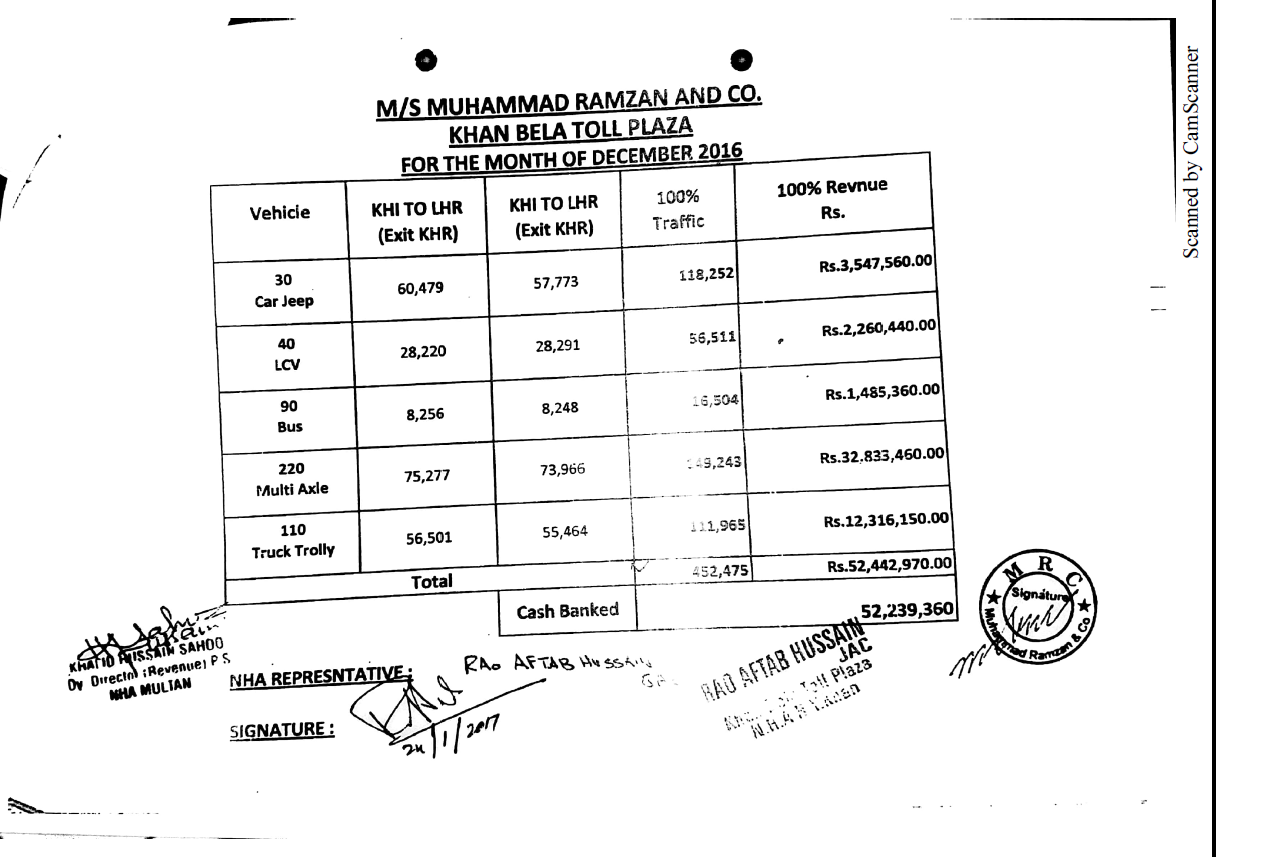 M/S MUHAMMAD RAMZAN AND CO.
KHAN BELA TOLL PLAZA
FOR THE MONTH OF DECEMBER 2016
Vehicle KHI TO LHR (Exit KHR) KHI TO LHR (Exit KHR) 100% Traffic 100% Revnue Rs.
30 Car Jeep 60,479 57,773 118,252 Rs.3,547,560.00
40 LCV 28,220 28,291 56,511 Rs.2,260,440.00
90 Bus 8,256 8,248 16,504 Rs.1,485,360.00
220 Multi Axle 75,277 73,966 149,243 Rs.32,833,460.00
110 Truck Trolly 56,501 55,464 111,965 Rs.12,316,150.00
Total 452,475 Rs.52,442,970.00
Cash Banked 52,239,360
M R C
Signature
Muhammad Ramzan & Co
KHALID HUSSAIN SAHOO
Dy Director (Revenue) P S
NHA MULTAN
NHA REPRESNTATIVE : RAO AFTAB HUSSAIN
RAO AFTAB HUSSAIN
JAC
Toll Plaza
N.H.A
SIGNATURE :
/1/2017
Scanned by CamScanner